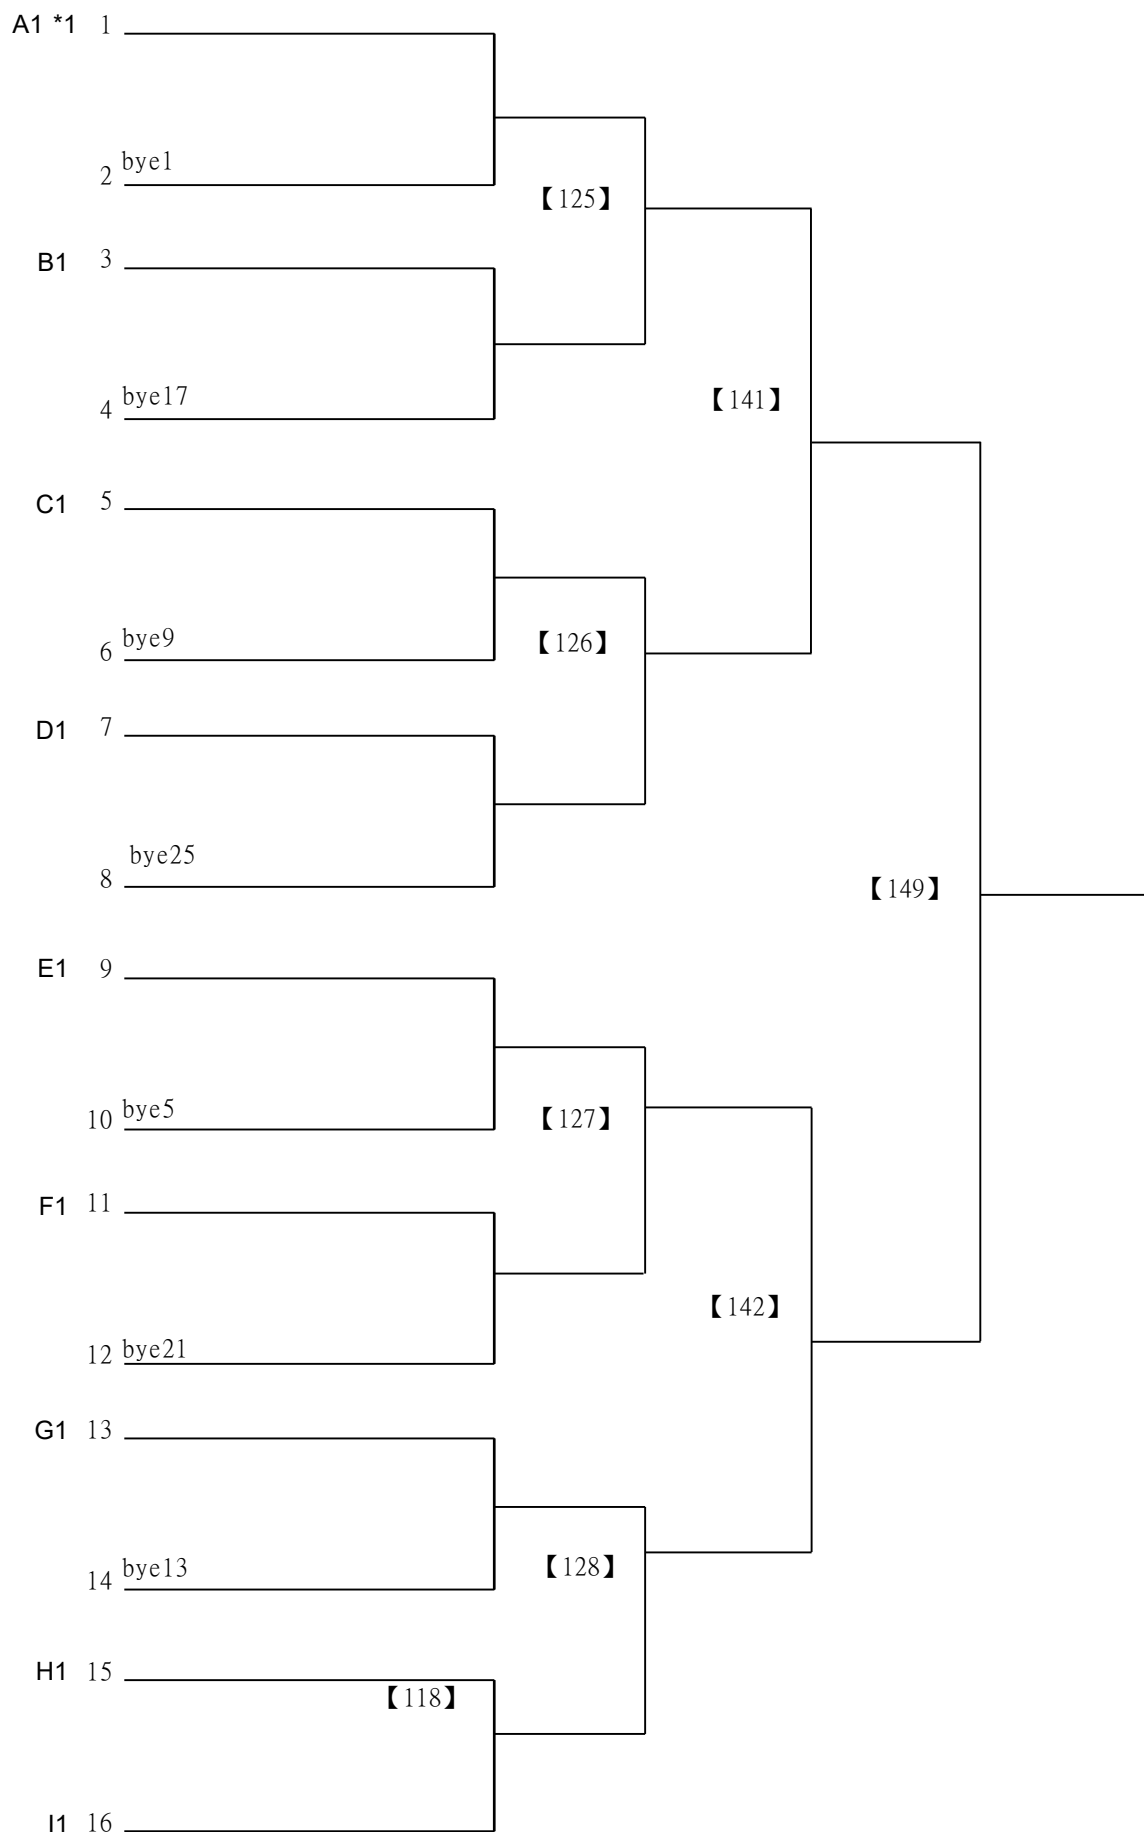 A1 *1 1
2 bye1
【125】
B1 3
4 bye17
【141】
C1 5
6 bye9
【126】
D1 7
8 bye25
【149】
E1 9
10 bye5
【127】
F1 11
【142】
12 bye21
G1 13
14 bye13
【128】
H1 15
【118】
I1 16